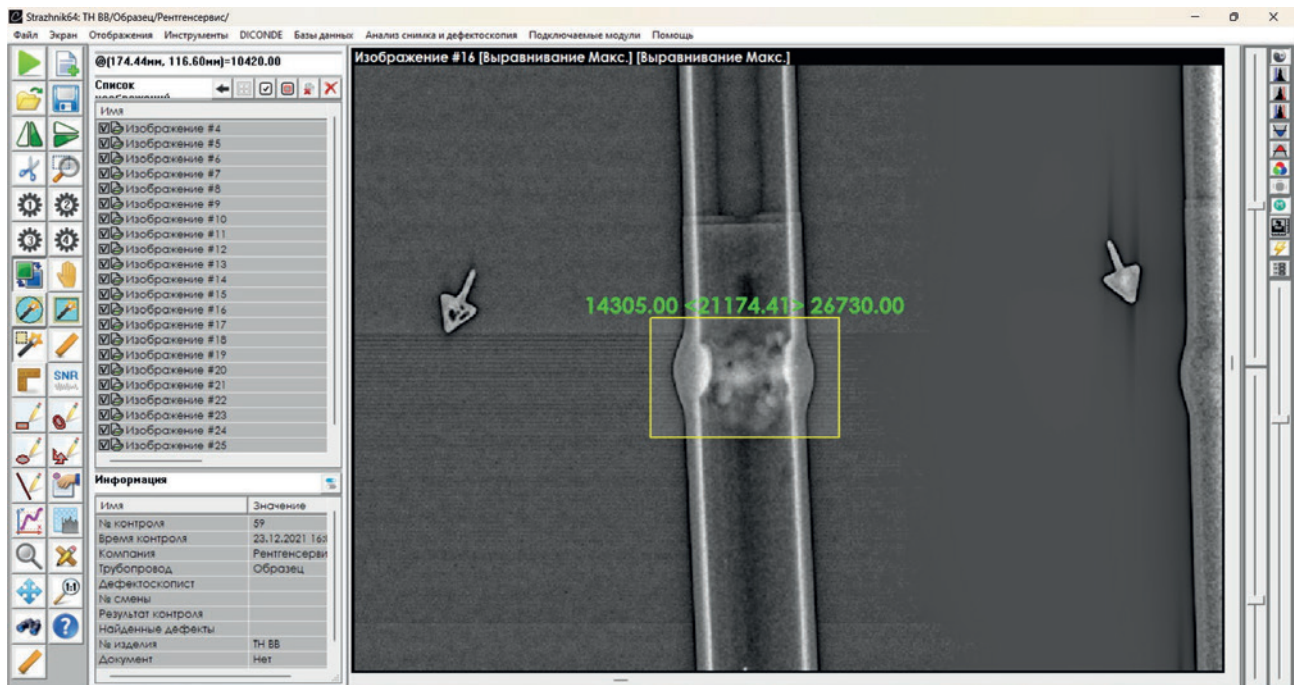 Strazhnik64: ТН ВВ/Образец/Рентгенсервис/
Файл Экран Отображения Инструменты DICONDE Базы данных Анализ снимка и дефектоскопия Подключаемые модули Помощь
@(174.44мм, 116.60мм)=10420.00
Список
Имя
Изображение #4
Изображение #5
Изображение #6
Изображение #7
Изображение #8
Изображение #9
Изображение #10
Изображение #11
Изображение #12
Изображение #13
Изображение #14
Изображение #15
Изображение #16
Изображение #17
Изображение #18
Изображение #19
Изображение #20
Изображение #21
Изображение #22
Изображение #23
Изображение #24
Изображение #25
Информация
Имя Значение
№ контроля 59
Время контроля 23.12.2021 16:
Компания Рентгенсерви
Трубопровод Образец
Дефектоскопист
№ смены
Результат контроля
Найденные дефекты
№ изделия ТН ВВ
Документ Нет
SNR
1:1
Изображение #16 [Выравнивание Макс.] [Выравнивание Макс.]
14305.00 <21174.41> 26730.00